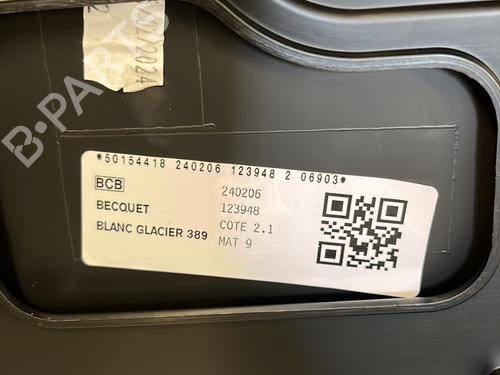 *50154418 240206 123948 2 06903*
BCB 240206
BECQUET 123948
BLANC GLACIER 389 COTE 2.1
MAT 9
B-PARTS